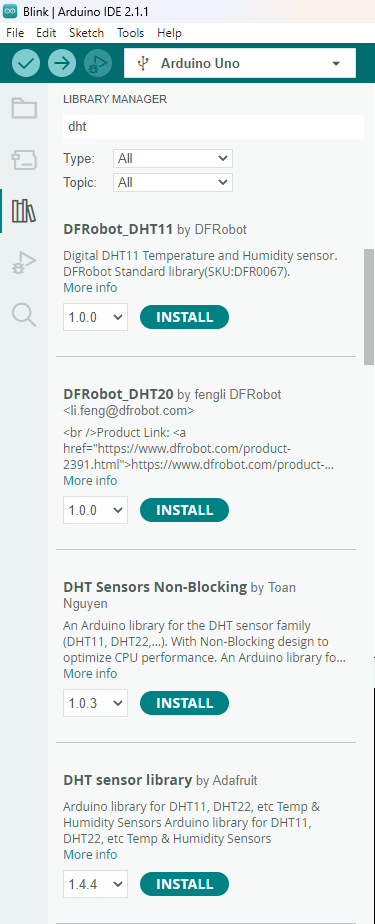 Blink | Arduino IDE 2.1.1
File Edit Sketch Tools Help
Arduino Uno
LIBRARY MANAGER
dht
Type: All
Topic: All
DFRobot_DHT11 by DFRobot
Digital DHT11 Temperature and Humidity sensor.
DFRobot Standard library(SKU:DFR0067).
More info
1.0.0 INSTALL
DFRobot_DHT20 by fengli DFRobot
<li.feng@dfrobot.com>
<br />Product Link: <a
href="https://www.dfrobot.com/product-
2391.html">https://www.dfrobot.com/product-...
More info
1.0.0 INSTALL
DHT Sensors Non-Blocking by Toan
Nguyen
An Arduino library for the DHT sensor family
(DHT11, DHT22,...). With Non-Blocking design to
optimize CPU performance. An Arduino library fo...
More info
1.0.3 INSTALL
DHT sensor library by Adafruit
Arduino library for DHT11, DHT22, etc Temp &
Humidity Sensors Arduino library for DHT11,
DHT22, etc Temp & Humidity Sensors
More info
1.4.4 INSTALL